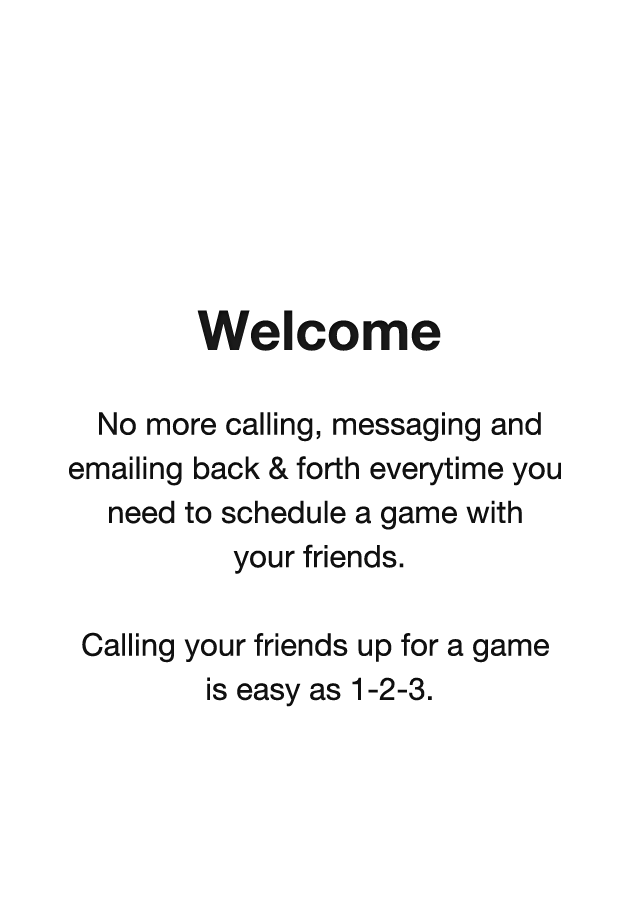 Welcome
No more calling, messaging and
emailing back & forth everytime you
need to schedule a game with
your friends.
Calling your friends up for a game
is easy as 1-2-3.